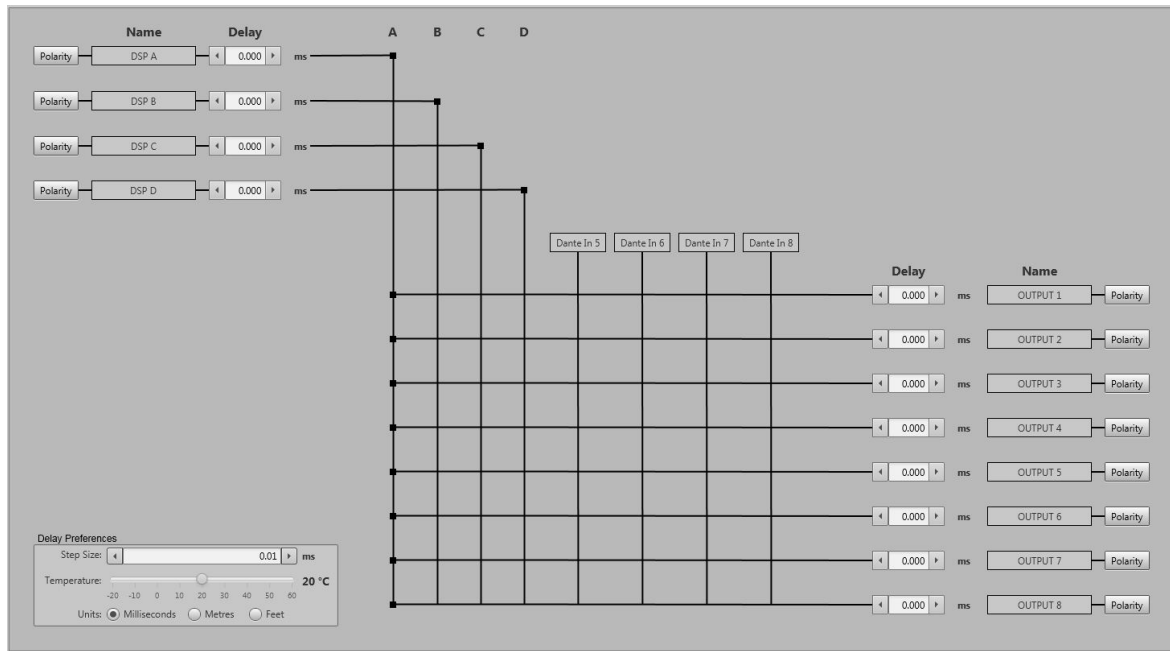 Name Delay A B C D
Polarity DSP A 0.000 ms
Polarity DSP B 0.000 ms
Polarity DSP C 0.000 ms
Polarity DSP D 0.000 ms
Dante In 5 Dante In 6 Dante In 7 Dante In 8
Delay Name
0.000 ms OUTPUT 1 Polarity
0.000 ms OUTPUT 2 Polarity
0.000 ms OUTPUT 3 Polarity
0.000 ms OUTPUT 4 Polarity
0.000 ms OUTPUT 5 Polarity
0.000 ms OUTPUT 6 Polarity
0.000 ms OUTPUT 7 Polarity
0.000 ms OUTPUT 8 Polarity
Delay Preferences
Step Size: 0.01 ms
Temperature: 20 °C
-20 -10 0 10 20 30 40 50 60
Units: Milliseconds Metres Feet